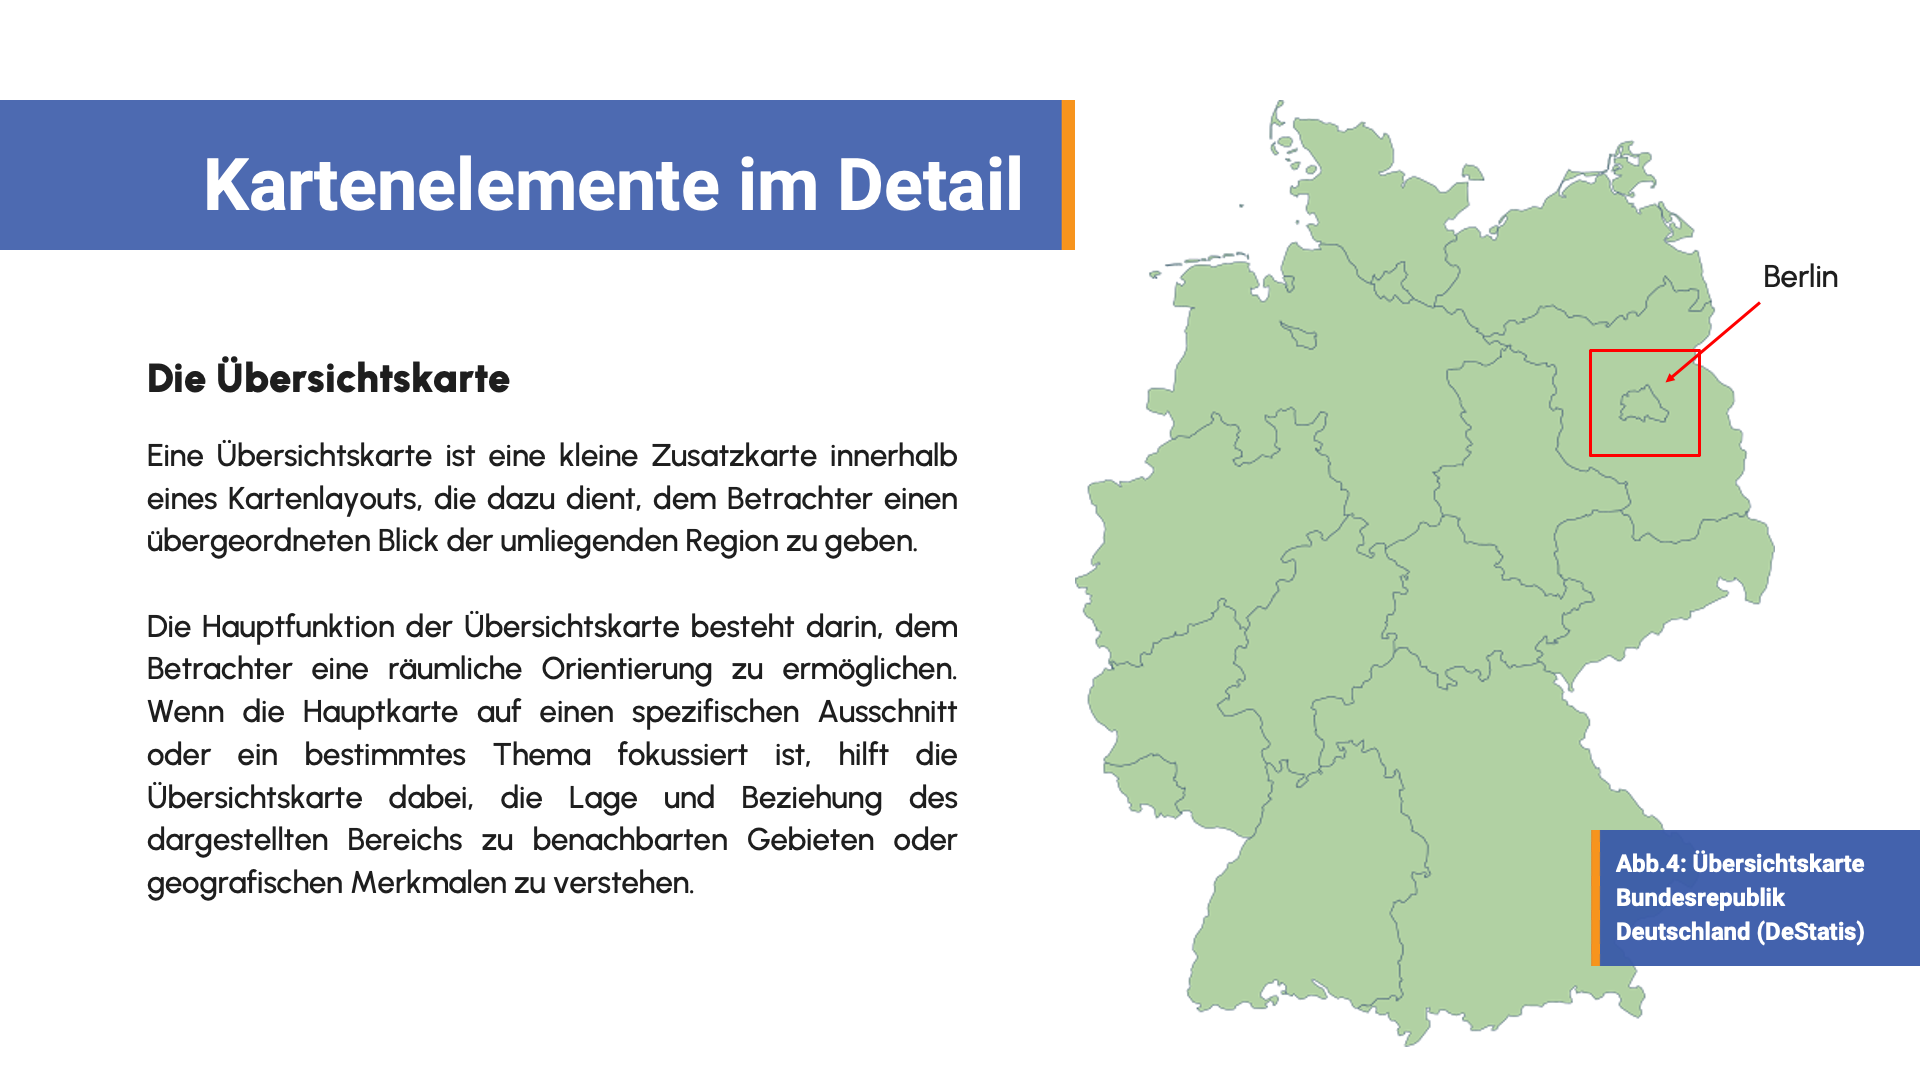 Kartenelemente im Detail
Die Übersichtskarte
Eine Übersichtskarte ist eine kleine Zusatzkarte innerhalb
eines Kartenlayouts, die dazu dient, dem Betrachter einen
übergeordneten Blick der umliegenden Region zu geben.
Die Hauptfunktion der Übersichtskarte besteht darin, dem
Betrachter eine räumliche Orientierung zu ermöglichen.
Wenn die Hauptkarte auf einen spezifischen Ausschnitt
oder ein bestimmtes Thema fokussiert ist, hilft die
Übersichtskarte dabei, die Lage und Beziehung des
dargestellten Bereichs zu benachbarten Gebieten oder
geografischen Merkmalen zu verstehen.
Berlin
Abb.4: Übersichtskarte
Bundesrepublik
Deutschland (DeStatis)